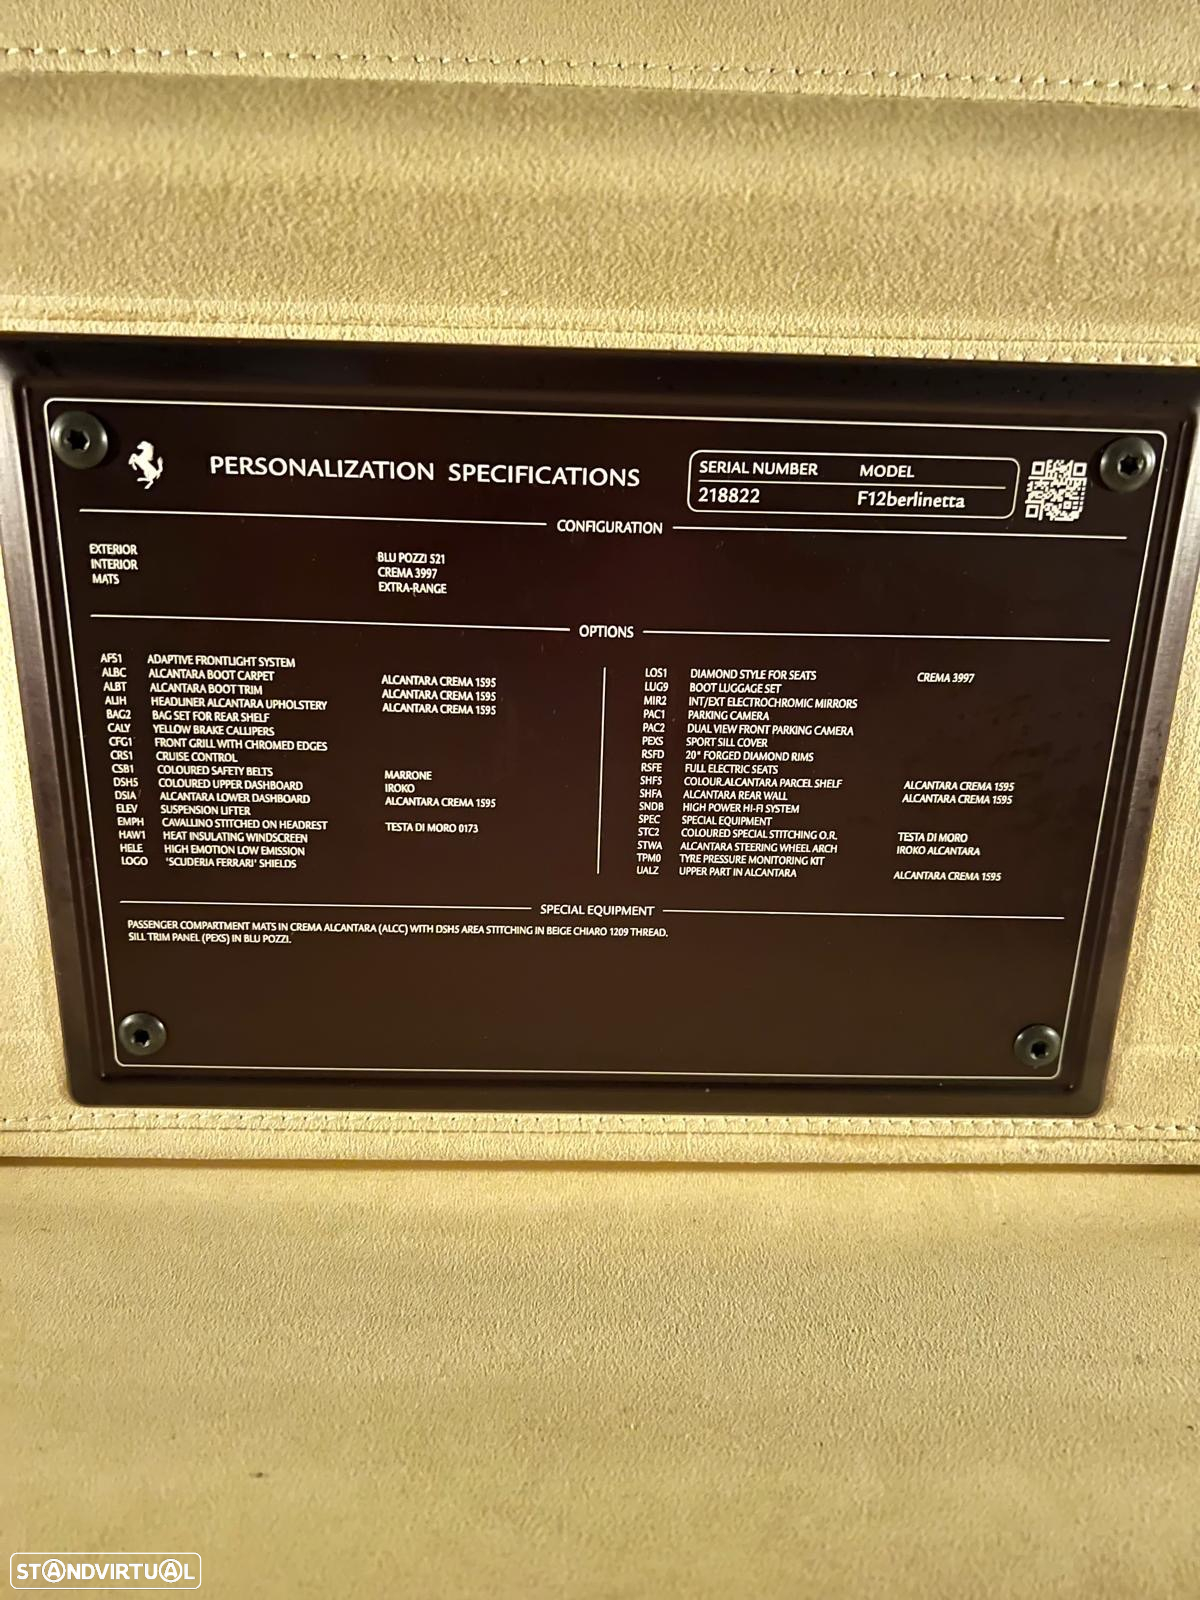 PERSONALIZATION SPECIFICATIONS
SERIAL NUMBER MODEL
218822 F12berlinetta
CONFIGURATION
EXTERIOR BLU POZZI 521
INTERIOR CREMA 3997
MATS EXTRA-RANGE
OPTIONS
AFS1 ADAPTIVE FRONTLIGHT SYSTEM
ALBC ALCANTARA BOOT CARPET ALCANTARA CREMA 1595
ALBT ALCANTARA BOOT TRIM ALCANTARA CREMA 1595
ALIH HEADLINER ALCANTARA UPHOLSTERY ALCANTARA CREMA 1595
BAG2 BAG SET FOR REAR SHELF
CALY YELLOW BRAKE CALLIPERS
CFG1 FRONT GRILL WITH CHROMED EDGES
CRS1 CRUISE CONTROL
CSB1 COLOURED SAFETY BELTS MARRONE
DSH5 COLOURED UPPER DASHBOARD IROKO
DSIA ALCANTARA LOWER DASHBOARD ALCANTARA CREMA 1595
ELEV SUSPENSION LIFTER
EMPH CAVALLINO STITCHED ON HEADREST TESTA DI MORO 0173
HAW1 HEAT INSULATING WINDSCREEN
HELE HIGH EMOTION LOW EMISSION
LOGO 'SCUDERIA FERRARI' SHIELDS
LOS1 DIAMOND STYLE FOR SEATS CREMA 3997
LUG9 BOOT LUGGAGE SET
MIR2 INT/EXT ELECTROCHROMIC MIRRORS
PAC1 PARKING CAMERA
PAC2 DUAL VIEW FRONT PARKING CAMERA
PEXS SPORT SILL COVER
RSFD 20" FORGED DIAMOND RIMS
RSFE FULL ELECTRIC SEATS
SHF5 COLOUR.ALCANTARA PARCEL SHELF ALCANTARA CREMA 1595
SHFA ALCANTARA REAR WALL ALCANTARA CREMA 1595
SNDB HIGH POWER HI-FI SYSTEM
SPEC SPECIAL EQUIPMENT
STC2 COLOURED SPECIAL STITCHING O.R. TESTA DI MORO
STWA ALCANTARA STEERING WHEEL ARCH IROKO ALCANTARA
TPM0 TYRE PRESSURE MONITORING KIT
UALZ UPPER PART IN ALCANTARA ALCANTARA CREMA 1595
SPECIAL EQUIPMENT
PASSENGER COMPARTMENT MATS IN CREMA ALCANTARA (ALCC) WITH DSH5 AREA STITCHING IN BEIGE CHIARO 1209 THREAD.
SILL TRIM PANEL (PEXS) IN BLU POZZI.
STANDVIRTUAL